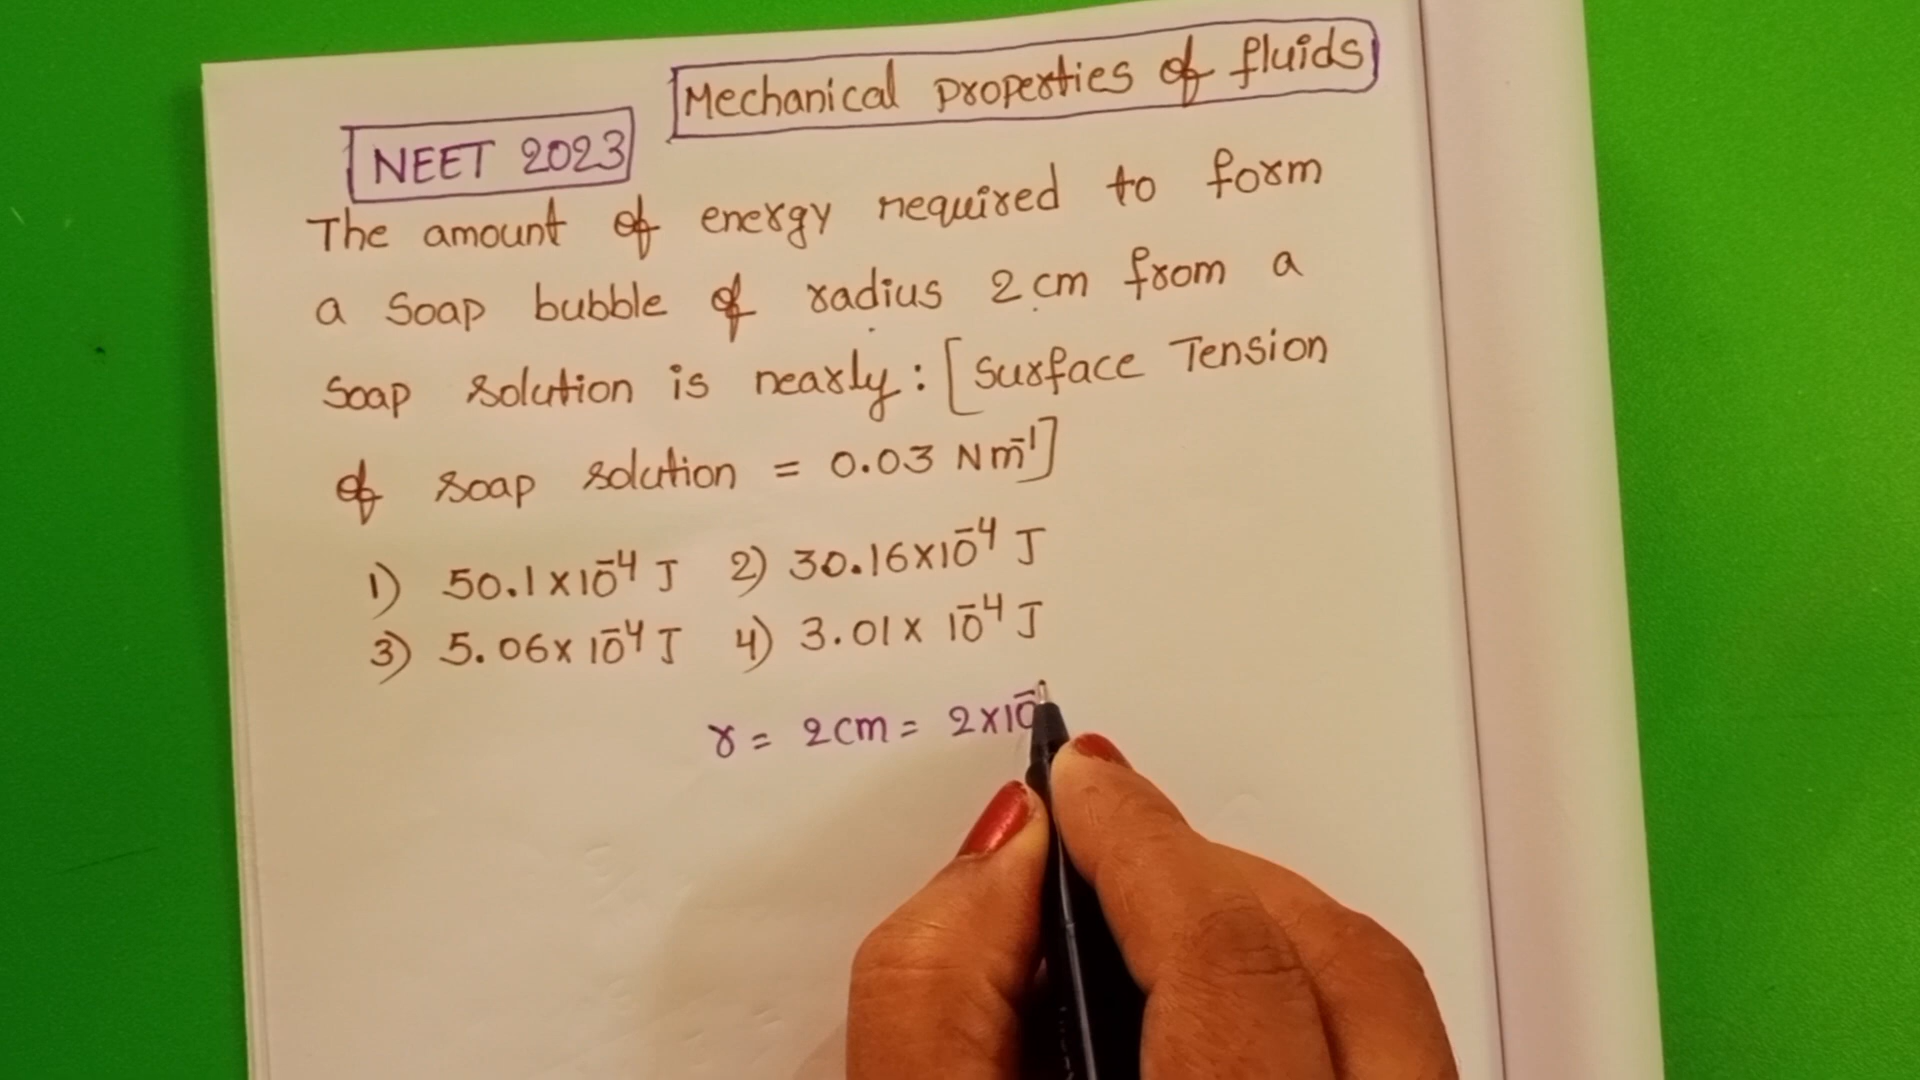 Mechanical properties of fluids
NEET 2023
The amount of energy required to form
a soap bubble of radius 2 cm from a
soap solution is nearly: [Surface Tension
of soap solution = 0.03 Nm⁻¹]
1) 50.1×10⁻⁴ J 2) 30.16×10⁻⁴ J
3) 5.06×10⁻⁴ J 4) 3.01×10⁻⁴ J
r = 2cm = 2×10⁻